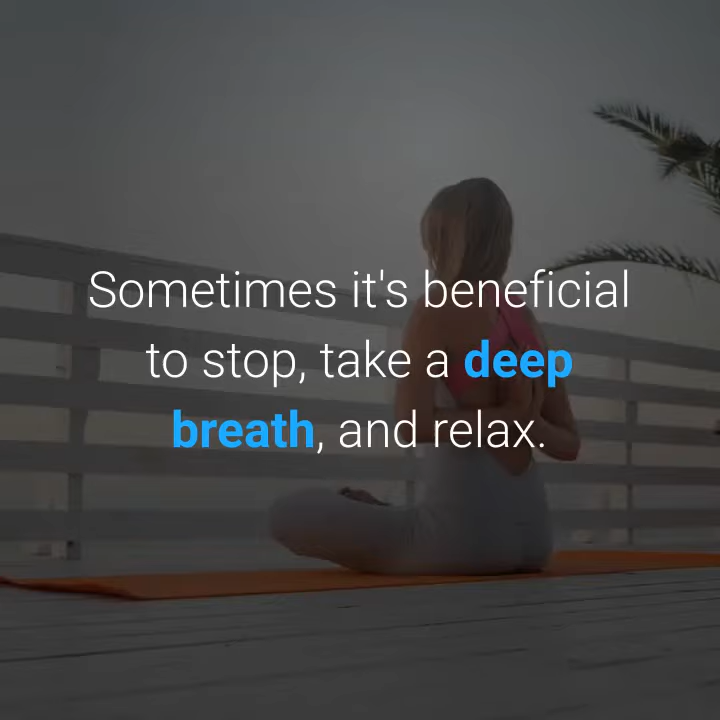 Sometimes it's beneficial
to stop, take a deep
breath, and relax.